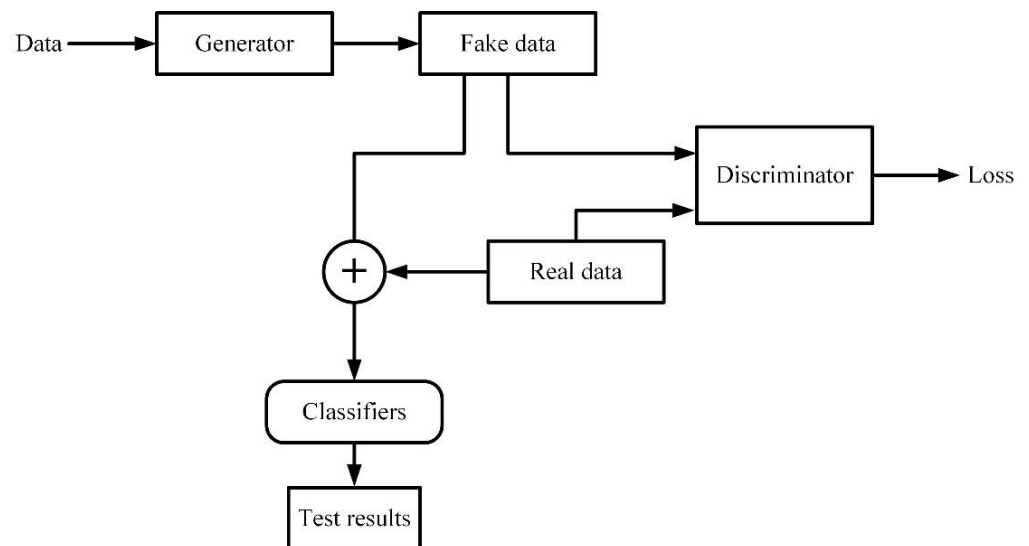 Data
Generator
Fake data
Discriminator
Loss
Real data
+
Classifiers
Test results